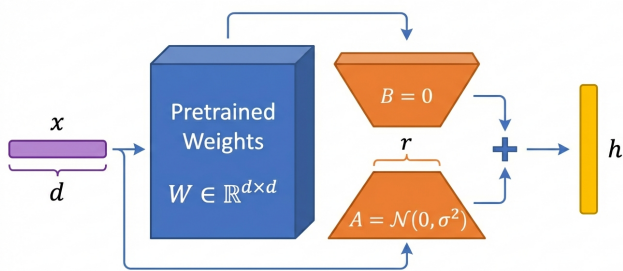 x
d
Pretrained
Weights
W ∈ ℝ^{d×d}
B = 0
r
A = 𝒩(0, σ²)
+
h